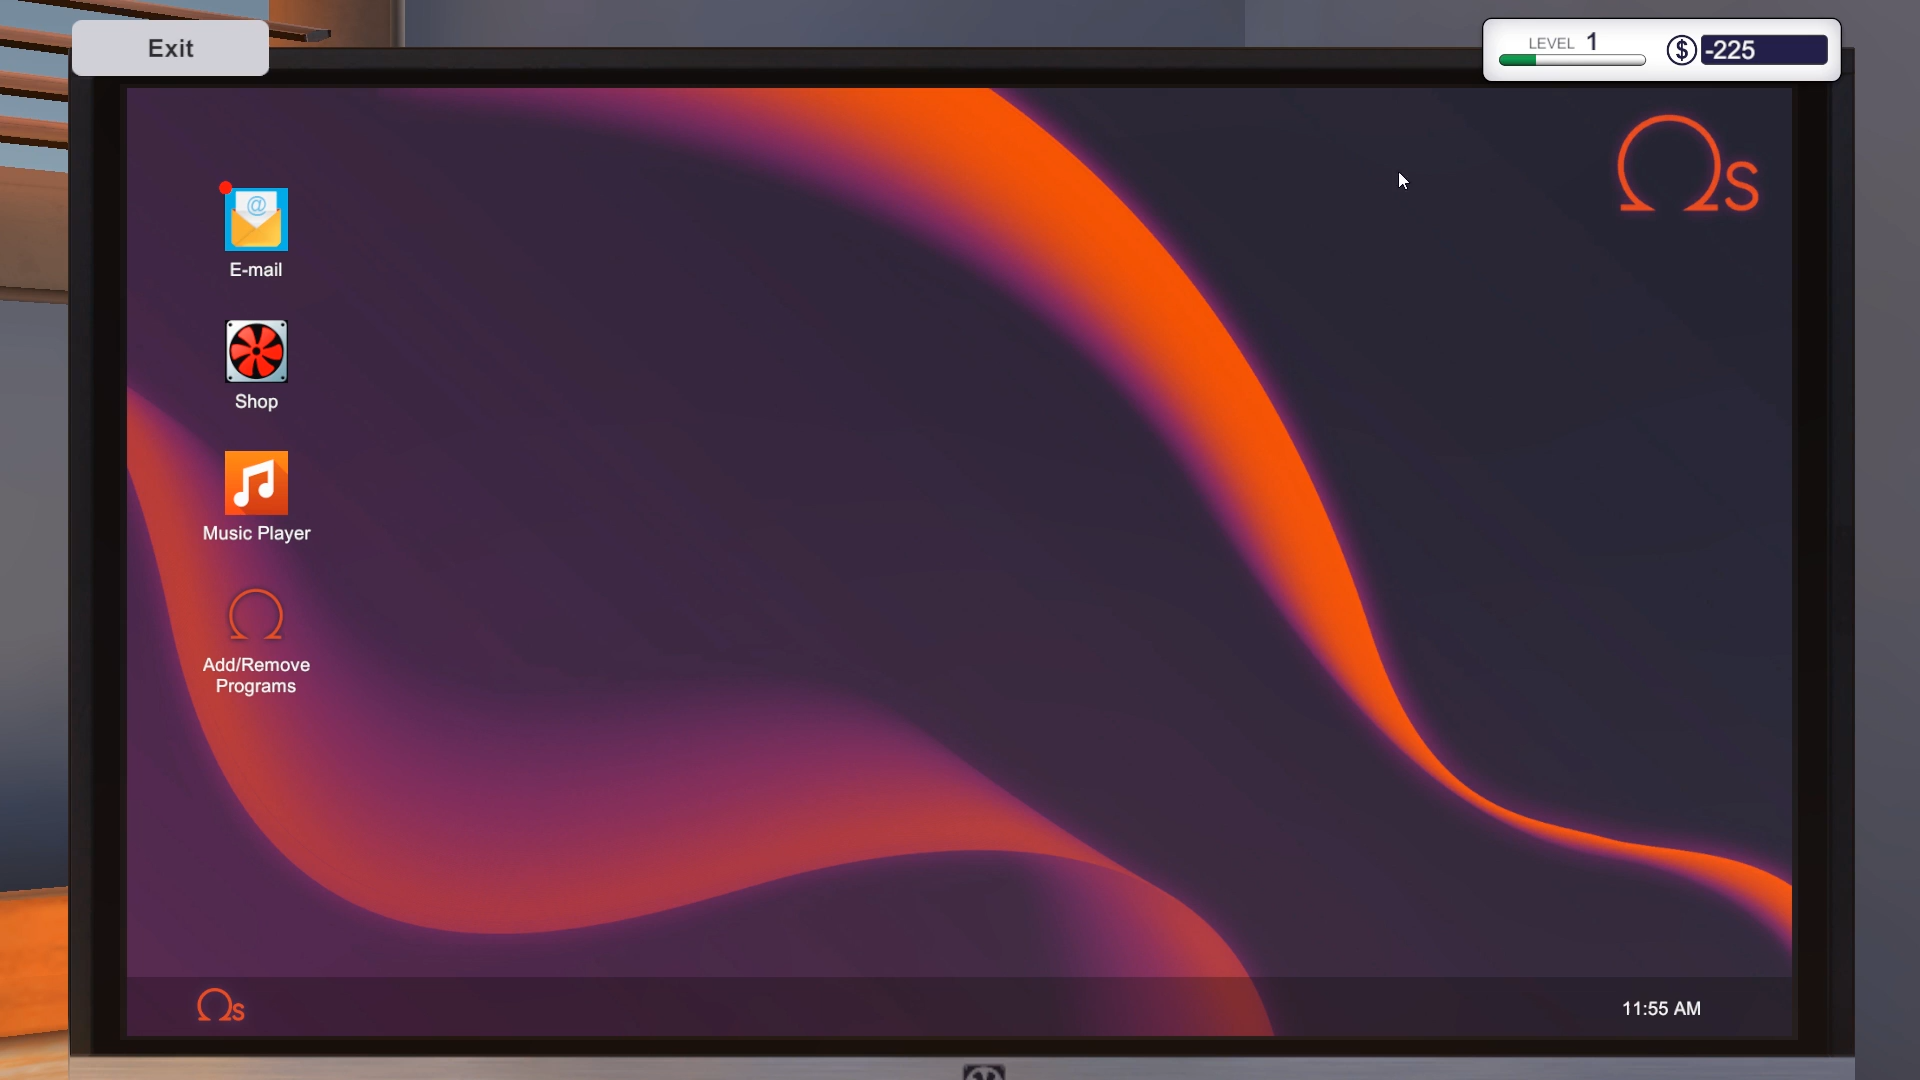 Exit
LEVEL 1
$ -225
Ωs
E-mail
Shop
Music Player
Add/Remove
Programs
Ωs
11:55 AM